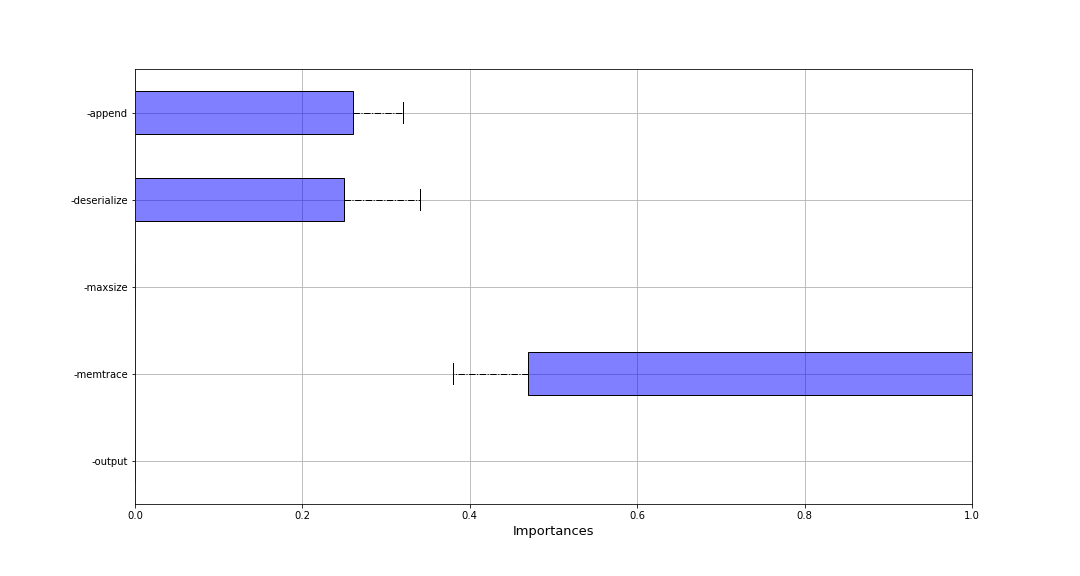 -append
-deserialize
-maxsize
-memtrace
-output
0.0 0.2 0.4 0.6 0.8 1.0
Importances